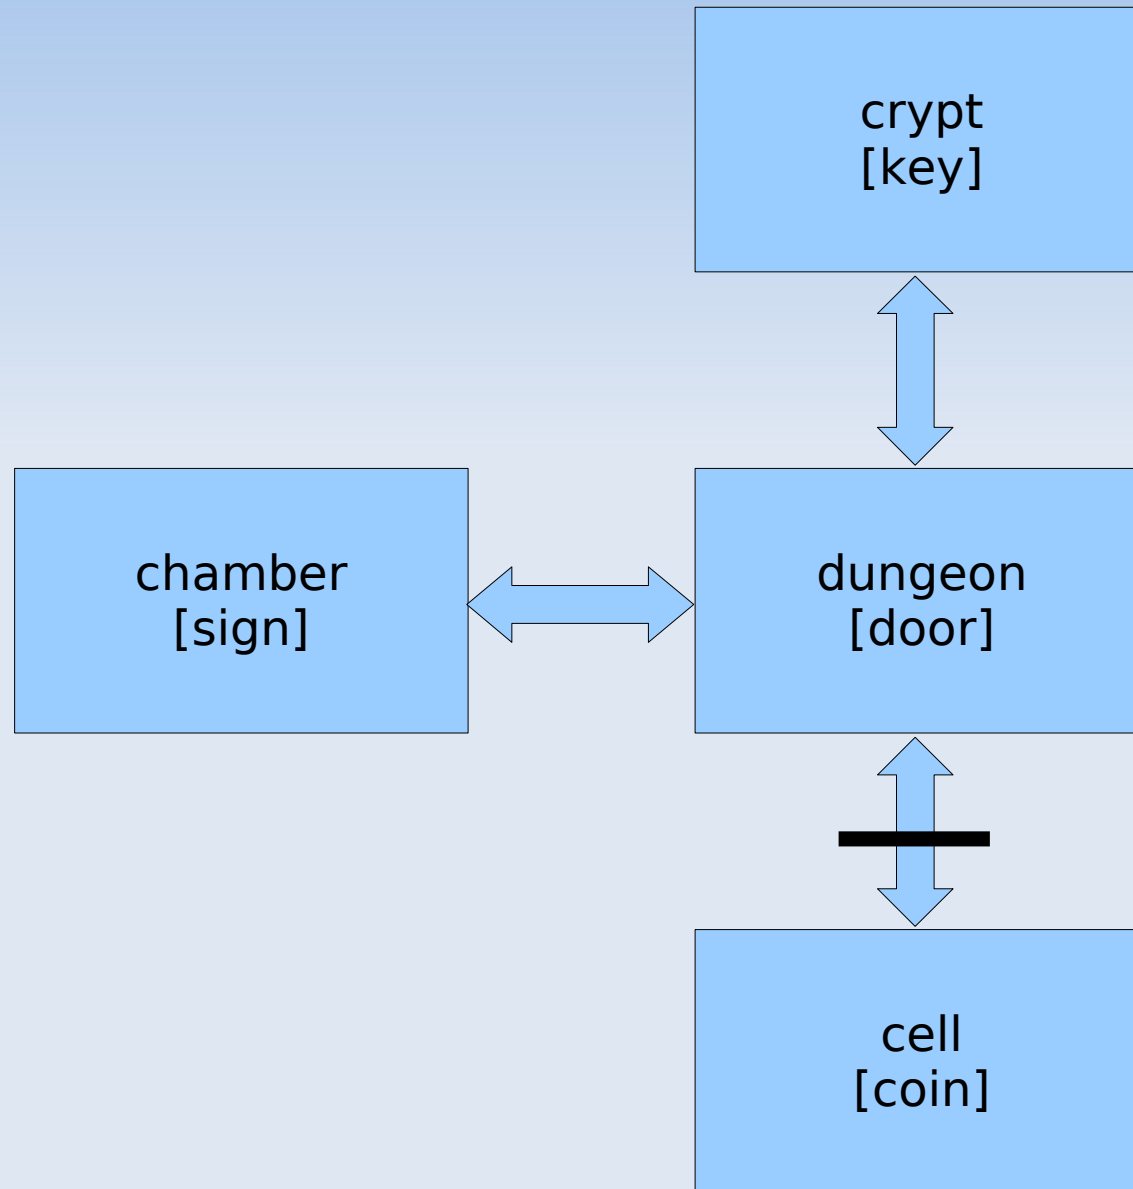 crypt
[key]
chamber
[sign]
dungeon
[door]
cell
[coin]